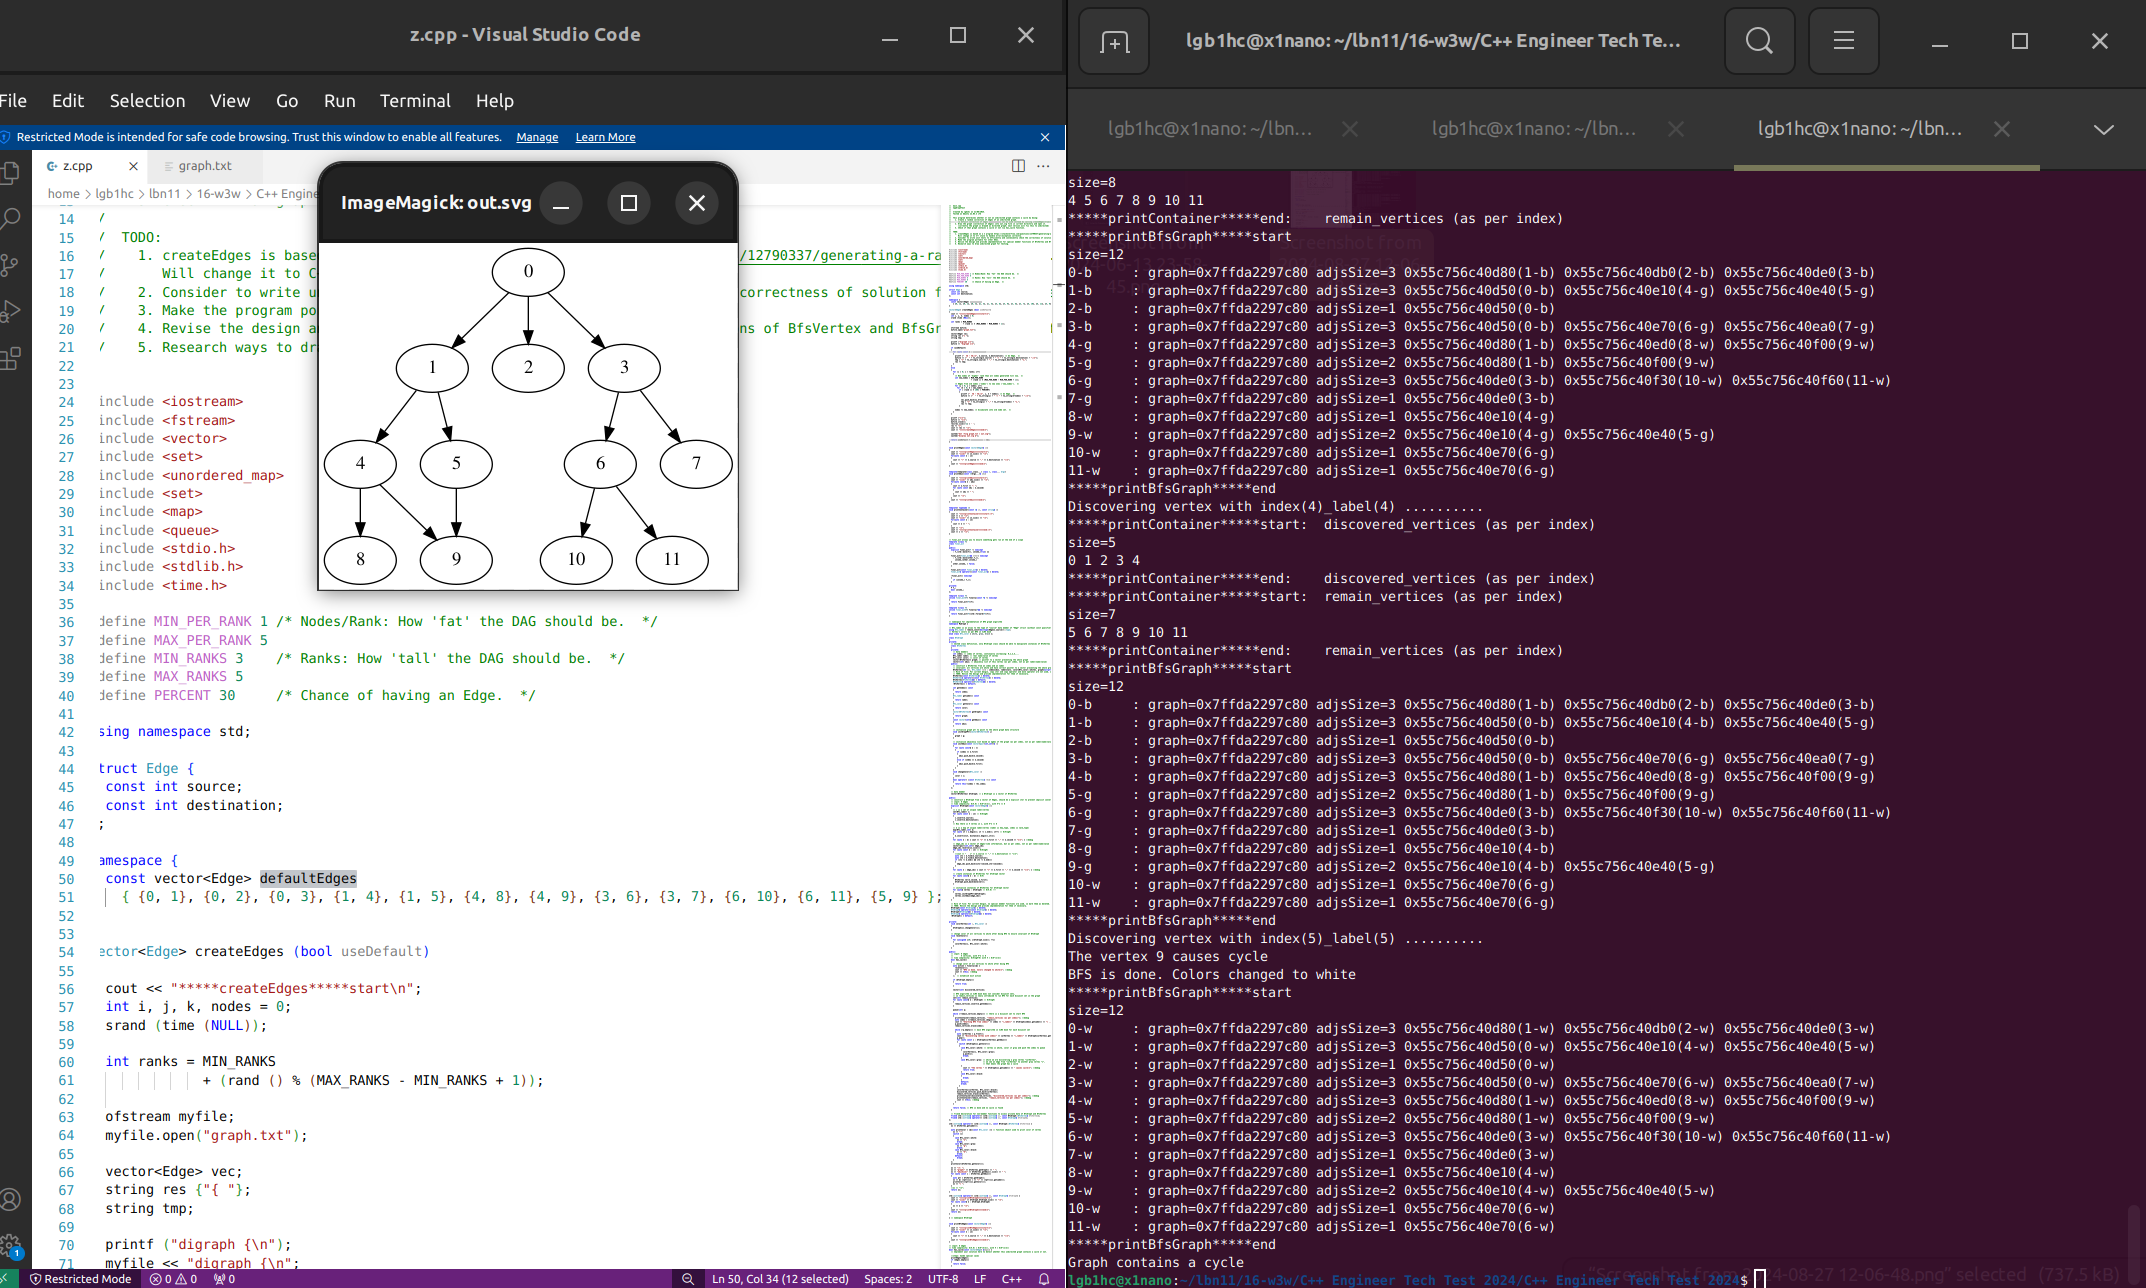 z.cpp - Visual Studio Code
File Edit Selection View Go Run Terminal Help
Restricted Mode is intended for safe code browsing. Trust this window to enable all features. Manage Learn More
z.cpp graph.txt
home > lgb1hc > lbn11 > 16-w3w > C++ Engine
14 /
15 / TODO:
16 / 1. createEdges is base /12790337/generating-a-ra
17 / Will change it to C
18 / 2. Consider to write u correctness of solution f
19 / 3. Make the program po
20 / 4. Revise the design a ns of BfsVertex and BfsGr
21 / 5. Research ways to dr
22
23
24 include <iostream>
25 include <fstream>
26 include <vector>
27 include <set>
28 include <unordered_map>
29 include <set>
30 include <map>
31 include <queue>
32 include <stdio.h>
33 include <stdlib.h>
34 include <time.h>
35
36 define MIN_PER_RANK 1 /* Nodes/Rank: How 'fat' the DAG should be. */
37 define MAX_PER_RANK 5
38 define MIN_RANKS 3 /* Ranks: How 'tall' the DAG should be. */
39 define MAX_RANKS 5
40 define PERCENT 30 /* Chance of having an Edge. */
41
42 sing namespace std;
43
44 truct Edge {
45 const int source;
46 const int destination;
47 ;
48
49 amespace {
50 const vector<Edge> defaultEdges
51 { {0, 1}, {0, 2}, {0, 3}, {1, 4}, {1, 5}, {4, 8}, {4, 9}, {3, 6}, {3, 7}, {6, 10}, {6, 11}, {5, 9} };
52
53
54 ector<Edge> createEdges (bool useDefault)
55
56 cout << "*****createEdges*****start\n";
57 int i, j, k, nodes = 0;
58 srand (time (NULL));
59
60 int ranks = MIN_RANKS
61 + (rand () % (MAX_RANKS - MIN_RANKS + 1));
62
63 ofstream myfile;
64 myfile.open("graph.txt");
65
66 vector<Edge> vec;
67 string res {"{ "};
68 string tmp;
69
70 printf ("digraph {\n");
71 myfile << "digraph {\n";
Restricted Mode 0 0 0 Ln 50, Col 34 (12 selected) Spaces: 2 UTF-8 LF C++
1
ImageMagick: out.svg
0
1 2 3
4 5 6 7
8 9 10 11
lgb1hc@x1nano: ~/lbn11/16-w3w/C++ Engineer Tech Te...
lgb1hc@x1nano: ~/lbn... lgb1hc@x1nano: ~/lbn... lgb1hc@x1nano: ~/lbn...
size=8
4 5 6 7 8 9 10 11
*****printContainer*****end: remain_vertices (as per index)
*****printBfsGraph*****start
size=12
0-b : graph=0x7ffda2297c80 adjsSize=3 0x55c756c40d80(1-b) 0x55c756c40db0(2-b) 0x55c756c40de0(3-b)
1-b : graph=0x7ffda2297c80 adjsSize=3 0x55c756c40d50(0-b) 0x55c756c40e10(4-g) 0x55c756c40e40(5-g)
2-b : graph=0x7ffda2297c80 adjsSize=1 0x55c756c40d50(0-b)
3-b : graph=0x7ffda2297c80 adjsSize=3 0x55c756c40d50(0-b) 0x55c756c40e70(6-g) 0x55c756c40ea0(7-g)
4-g : graph=0x7ffda2297c80 adjsSize=3 0x55c756c40d80(1-b) 0x55c756c40ed0(8-w) 0x55c756c40f00(9-w)
5-g : graph=0x7ffda2297c80 adjsSize=2 0x55c756c40d80(1-b) 0x55c756c40f00(9-w)
6-g : graph=0x7ffda2297c80 adjsSize=3 0x55c756c40de0(3-b) 0x55c756c40f30(10-w) 0x55c756c40f60(11-w)
7-g : graph=0x7ffda2297c80 adjsSize=1 0x55c756c40de0(3-b)
8-w : graph=0x7ffda2297c80 adjsSize=1 0x55c756c40e10(4-g)
9-w : graph=0x7ffda2297c80 adjsSize=2 0x55c756c40e10(4-g) 0x55c756c40e40(5-g)
10-w : graph=0x7ffda2297c80 adjsSize=1 0x55c756c40e70(6-g)
11-w : graph=0x7ffda2297c80 adjsSize=1 0x55c756c40e70(6-g)
*****printBfsGraph*****end
Discovering vertex with index(4)_label(4) ..........
*****printContainer*****start: discovered_vertices (as per index)
size=5
0 1 2 3 4
*****printContainer*****end: discovered_vertices (as per index)
*****printContainer*****start: remain_vertices (as per index)
size=7
5 6 7 8 9 10 11
*****printContainer*****end: remain_vertices (as per index)
*****printBfsGraph*****start
size=12
0-b : graph=0x7ffda2297c80 adjsSize=3 0x55c756c40d80(1-b) 0x55c756c40db0(2-b) 0x55c756c40de0(3-b)
1-b : graph=0x7ffda2297c80 adjsSize=3 0x55c756c40d50(0-b) 0x55c756c40e10(4-b) 0x55c756c40e40(5-g)
2-b : graph=0x7ffda2297c80 adjsSize=1 0x55c756c40d50(0-b)
3-b : graph=0x7ffda2297c80 adjsSize=3 0x55c756c40d50(0-b) 0x55c756c40e70(6-g) 0x55c756c40ea0(7-g)
4-b : graph=0x7ffda2297c80 adjsSize=3 0x55c756c40d80(1-b) 0x55c756c40ed0(8-g) 0x55c756c40f00(9-g)
5-g : graph=0x7ffda2297c80 adjsSize=2 0x55c756c40d80(1-b) 0x55c756c40f00(9-g)
6-g : graph=0x7ffda2297c80 adjsSize=3 0x55c756c40de0(3-b) 0x55c756c40f30(10-w) 0x55c756c40f60(11-w)
7-g : graph=0x7ffda2297c80 adjsSize=1 0x55c756c40de0(3-b)
8-g : graph=0x7ffda2297c80 adjsSize=1 0x55c756c40e10(4-b)
9-g : graph=0x7ffda2297c80 adjsSize=2 0x55c756c40e10(4-b) 0x55c756c40e40(5-g)
10-w : graph=0x7ffda2297c80 adjsSize=1 0x55c756c40e70(6-g)
11-w : graph=0x7ffda2297c80 adjsSize=1 0x55c756c40e70(6-g)
*****printBfsGraph*****end
Discovering vertex with index(5)_label(5) ..........
The vertex 9 causes cycle
BFS is done. Colors changed to white
*****printBfsGraph*****start
size=12
0-w : graph=0x7ffda2297c80 adjsSize=3 0x55c756c40d80(1-w) 0x55c756c40db0(2-w) 0x55c756c40de0(3-w)
1-w : graph=0x7ffda2297c80 adjsSize=3 0x55c756c40d50(0-w) 0x55c756c40e10(4-w) 0x55c756c40e40(5-w)
2-w : graph=0x7ffda2297c80 adjsSize=1 0x55c756c40d50(0-w)
3-w : graph=0x7ffda2297c80 adjsSize=3 0x55c756c40d50(0-w) 0x55c756c40e70(6-w) 0x55c756c40ea0(7-w)
4-w : graph=0x7ffda2297c80 adjsSize=3 0x55c756c40d80(1-w) 0x55c756c40ed0(8-w) 0x55c756c40f00(9-w)
5-w : graph=0x7ffda2297c80 adjsSize=2 0x55c756c40d80(1-w) 0x55c756c40f00(9-w)
6-w : graph=0x7ffda2297c80 adjsSize=3 0x55c756c40de0(3-w) 0x55c756c40f30(10-w) 0x55c756c40f60(11-w)
7-w : graph=0x7ffda2297c80 adjsSize=1 0x55c756c40de0(3-w)
8-w : graph=0x7ffda2297c80 adjsSize=1 0x55c756c40e10(4-w)
9-w : graph=0x7ffda2297c80 adjsSize=2 0x55c756c40e10(4-w) 0x55c756c40e40(5-w)
10-w : graph=0x7ffda2297c80 adjsSize=1 0x55c756c40e70(6-w)
11-w : graph=0x7ffda2297c80 adjsSize=1 0x55c756c40e70(6-w)
*****printBfsGraph*****end
Graph contains a cycle
lgb1hc@x1nano:~/lbn11/16-w3w/C++ Engineer Tech Test 2024/C++ Engineer Tech Test 2024$